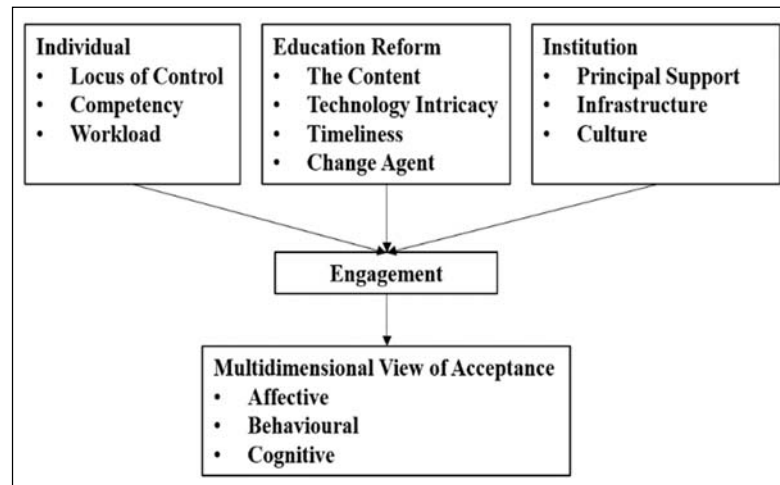 Individual
• Locus of Control
• Competency
• Workload
Education Reform
• The Content
• Technology Intricacy
• Timeliness
• Change Agent
Institution
• Principal Support
• Infrastructure
• Culture
Engagement
Multidimensional View of Acceptance
• Affective
• Behavioural
• Cognitive